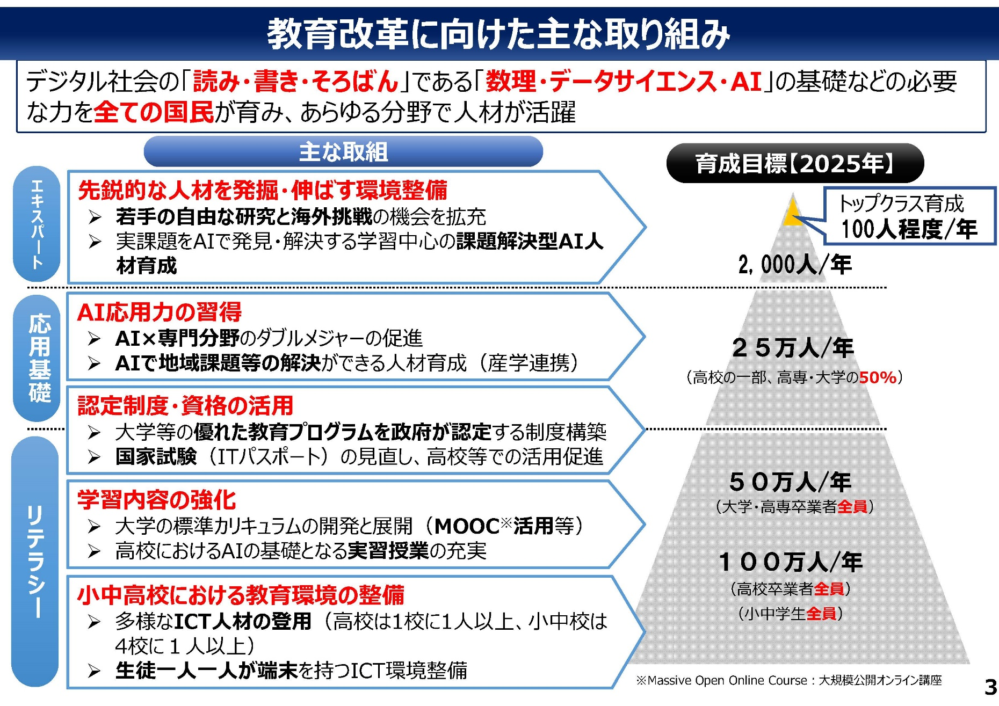 教育改革に向けた主な取り組み
デジタル社会の「読み・書き・そろばん」である「数理・データサイエンス・AI」の基礎などの必要
な力を全ての国民が育み、あらゆる分野で人材が活躍
主な取組
育成目標【2025年】
エキスパート
先鋭的な人材を発掘・伸ばす環境整備
➢ 若手の自由な研究と海外挑戦の機会を拡充
➢ 実課題をAIで発見・解決する学習中心の課題解決型AI人
材育成
トップクラス育成
100人程度/年
2,000人/年
応用基礎
AI応用力の習得
➢ AI×専門分野のダブルメジャーの促進
➢ AIで地域課題等の解決ができる人材育成（産学連携）
２５万人/年
（高校の一部、高専・大学の50%）
認定制度・資格の活用
➢ 大学等の優れた教育プログラムを政府が認定する制度構築
➢ 国家試験（ITパスポート）の見直し、高校等での活用促進
リテラシー
学習内容の強化
➢ 大学の標準カリキュラムの開発と展開（MOOC※活用等）
➢ 高校におけるAIの基礎となる実習授業の充実
５０万人/年
（大学・高専卒業者全員）
小中高校における教育環境の整備
➢ 多様なICT人材の登用（高校は1校に1人以上、小中校は
4校に１人以上）
➢ 生徒一人一人が端末を持つICT環境整備
１００万人/年
（高校卒業者全員）
（小中学生全員）
※Massive Open Online Course：大規模公開オンライン講座
3